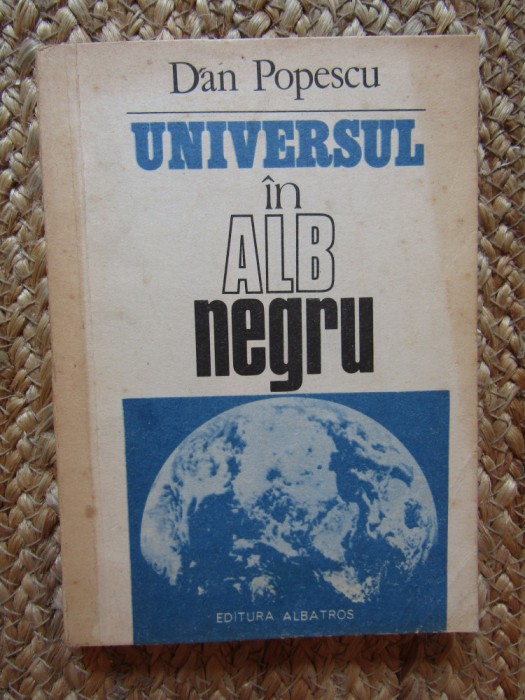 Dan Popescu
UNIVERSUL
în
ALB
negru
EDITURA ALBATROS